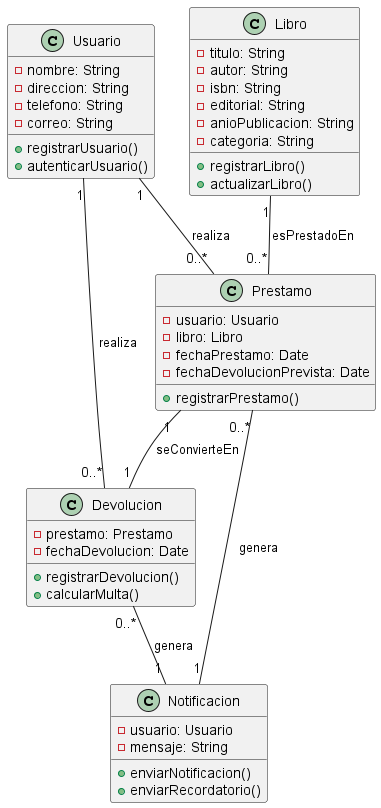 C Usuario
nombre: String
direccion: String
telefono: String
correo: String
registrarUsuario()
autenticarUsuario()
C Libro
titulo: String
autor: String
isbn: String
editorial: String
anioPublicacion: String
categoria: String
registrarLibro()
actualizarLibro()
1
1
1
realiza
esPrestadoEn
0..*
0..*
C Prestamo
usuario: Usuario
libro: Libro
fechaPrestamo: Date
fechaDevolucionPrevista: Date
registrarPrestamo()
realiza
1
0..*
seConvierteEn
0..*
1
C Devolucion
prestamo: Prestamo
fechaDevolucion: Date
registrarDevolucion()
calcularMulta()
genera
0..*
genera
1
1
C Notificacion
usuario: Usuario
mensaje: String
enviarNotificacion()
enviarRecordatorio()